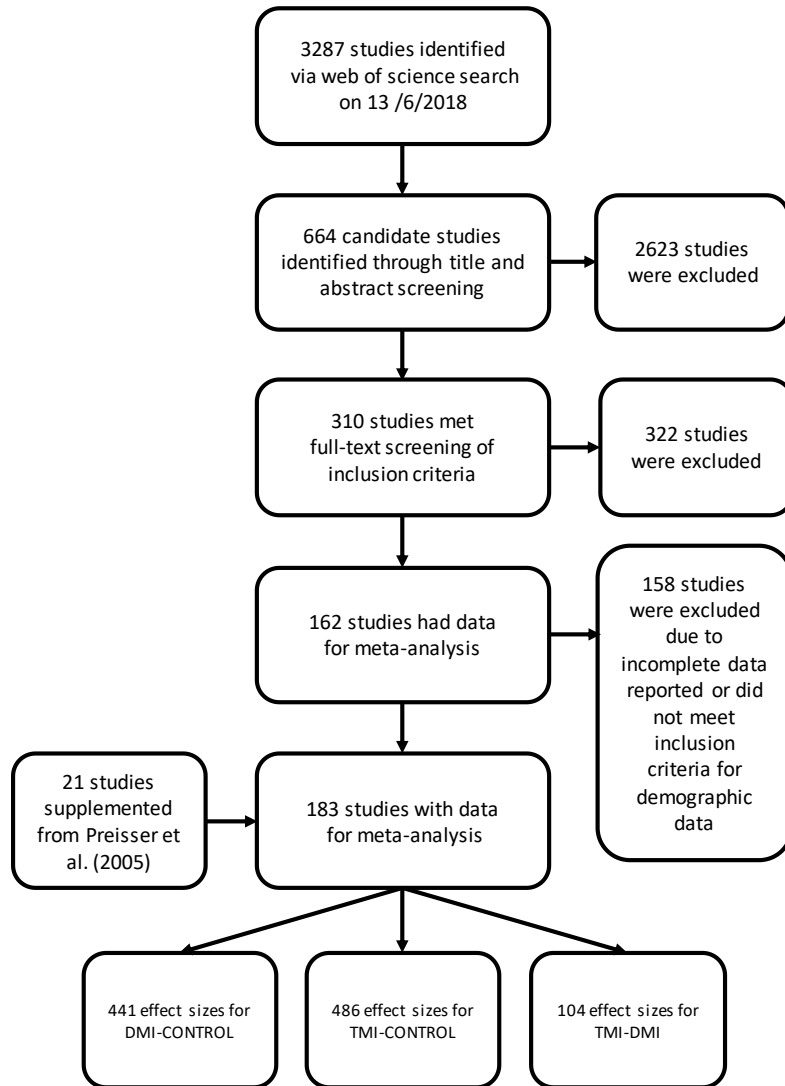 3287 studies identified
via web of science search
on 13 /6/2018
664 candidate studies
identified through title and
abstract screening
2623 studies
were excluded
310 studies met
full-text screening of
inclusion criteria
322 studies
were excluded
162 studies had data
for meta-analysis
158 studies
were excluded
due to
incomplete data
reported or did
not meet
inclusion
criteria for
demographic
data
21 studies
supplemented
from Preisser et
al. (2005)
183 studies with data
for meta-analysis
441 effect sizes for
DMI-CONTROL
486 effect sizes for
TMI-CONTROL
104 effect sizes for
TMI-DMI